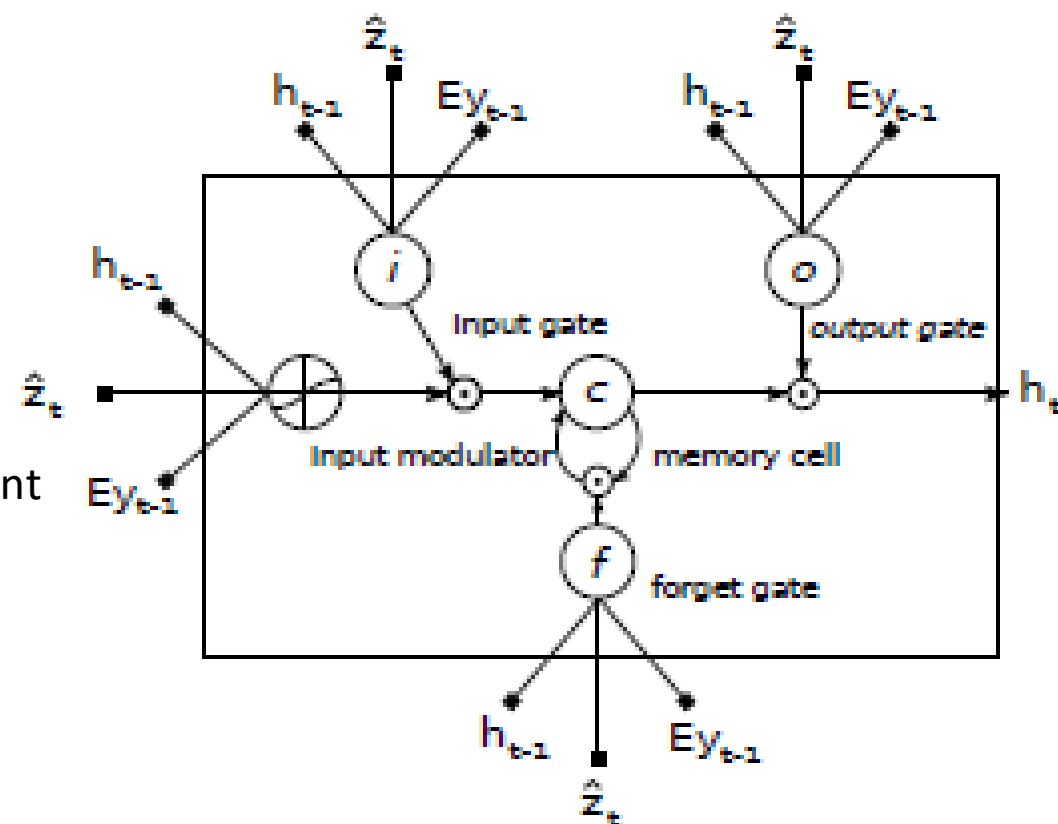 ẑt ẑt
ht-1 Eyt-1 ht-1 Eyt-1
i o
ht-1
input gate output gate
ẑt c ht
input modulator memory cell
nt Eyt-1
f
forget gate
ht-1 Eyt-1
ẑt